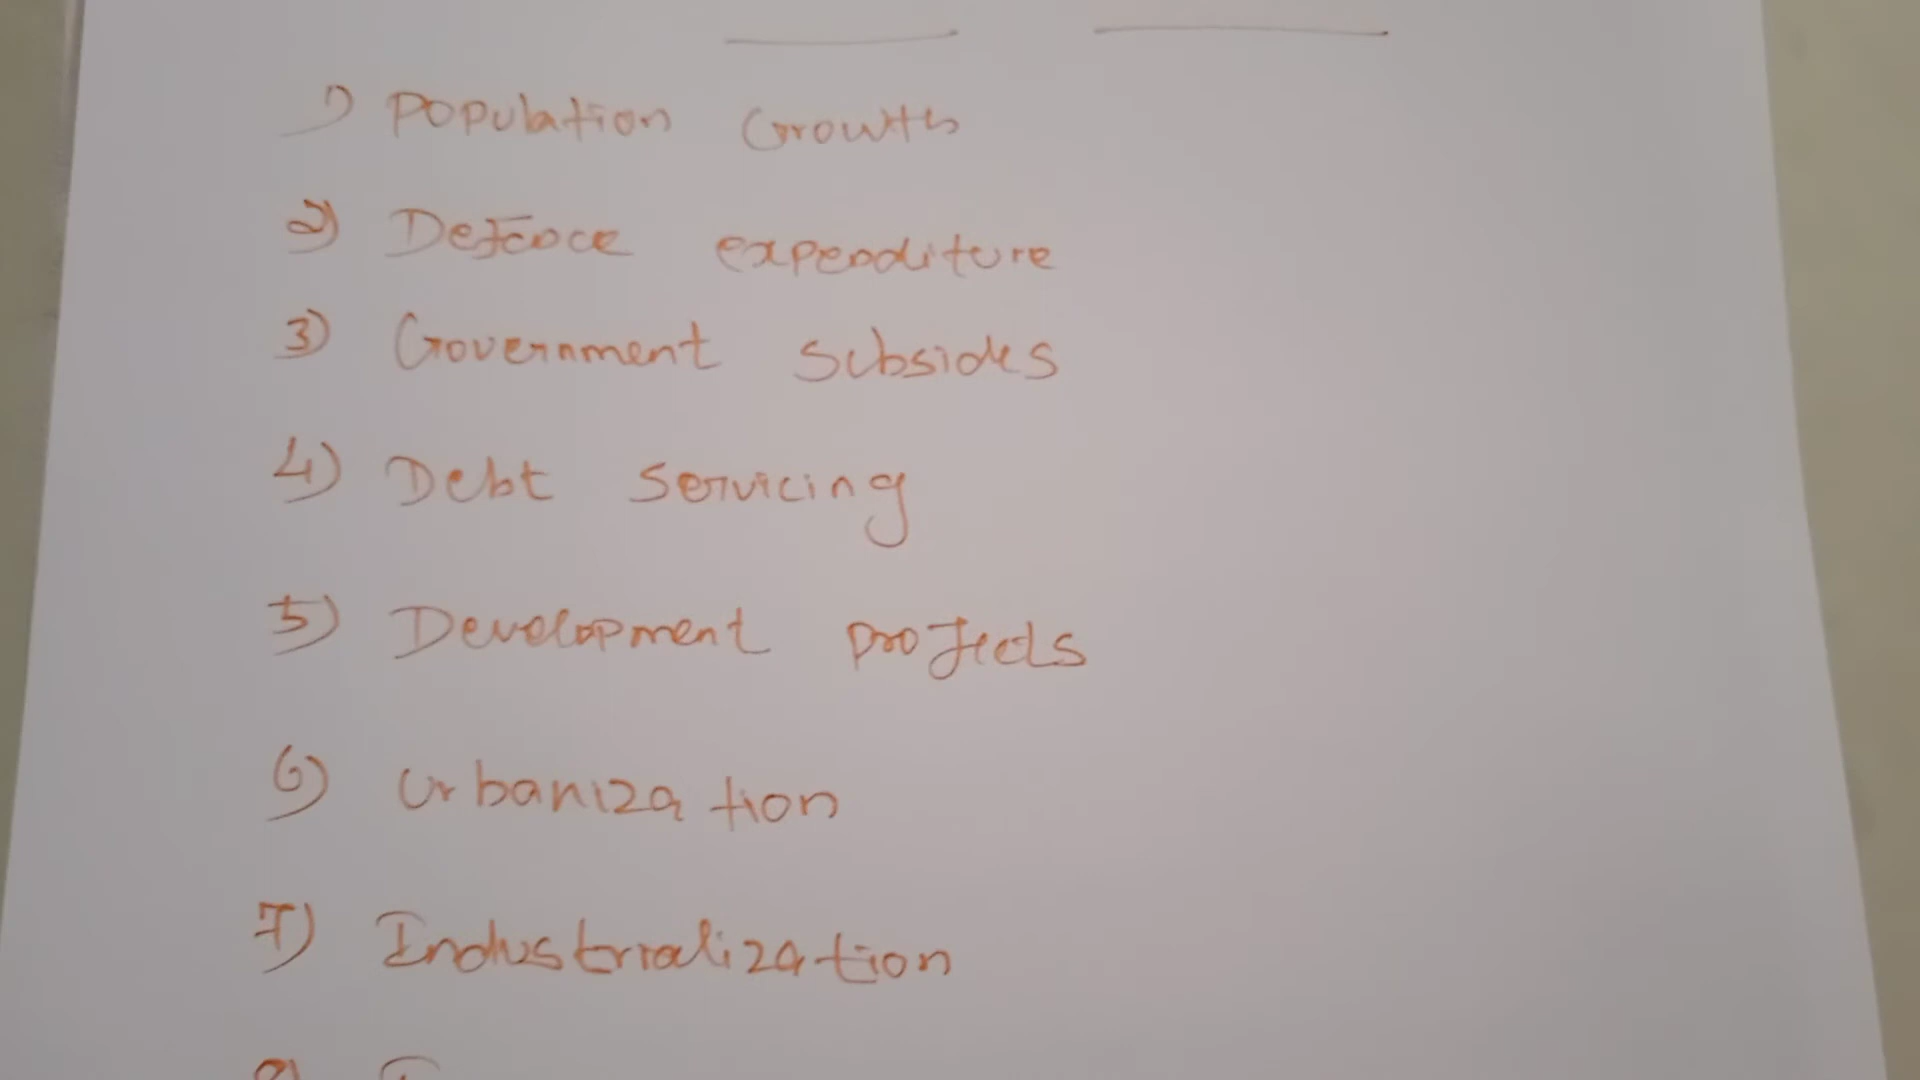 1) Population Growth
2) Defence expenditure
3) Government Subsides
4) Debt Servicing
5) Development projects
6) Urbanization
7) Industrialization